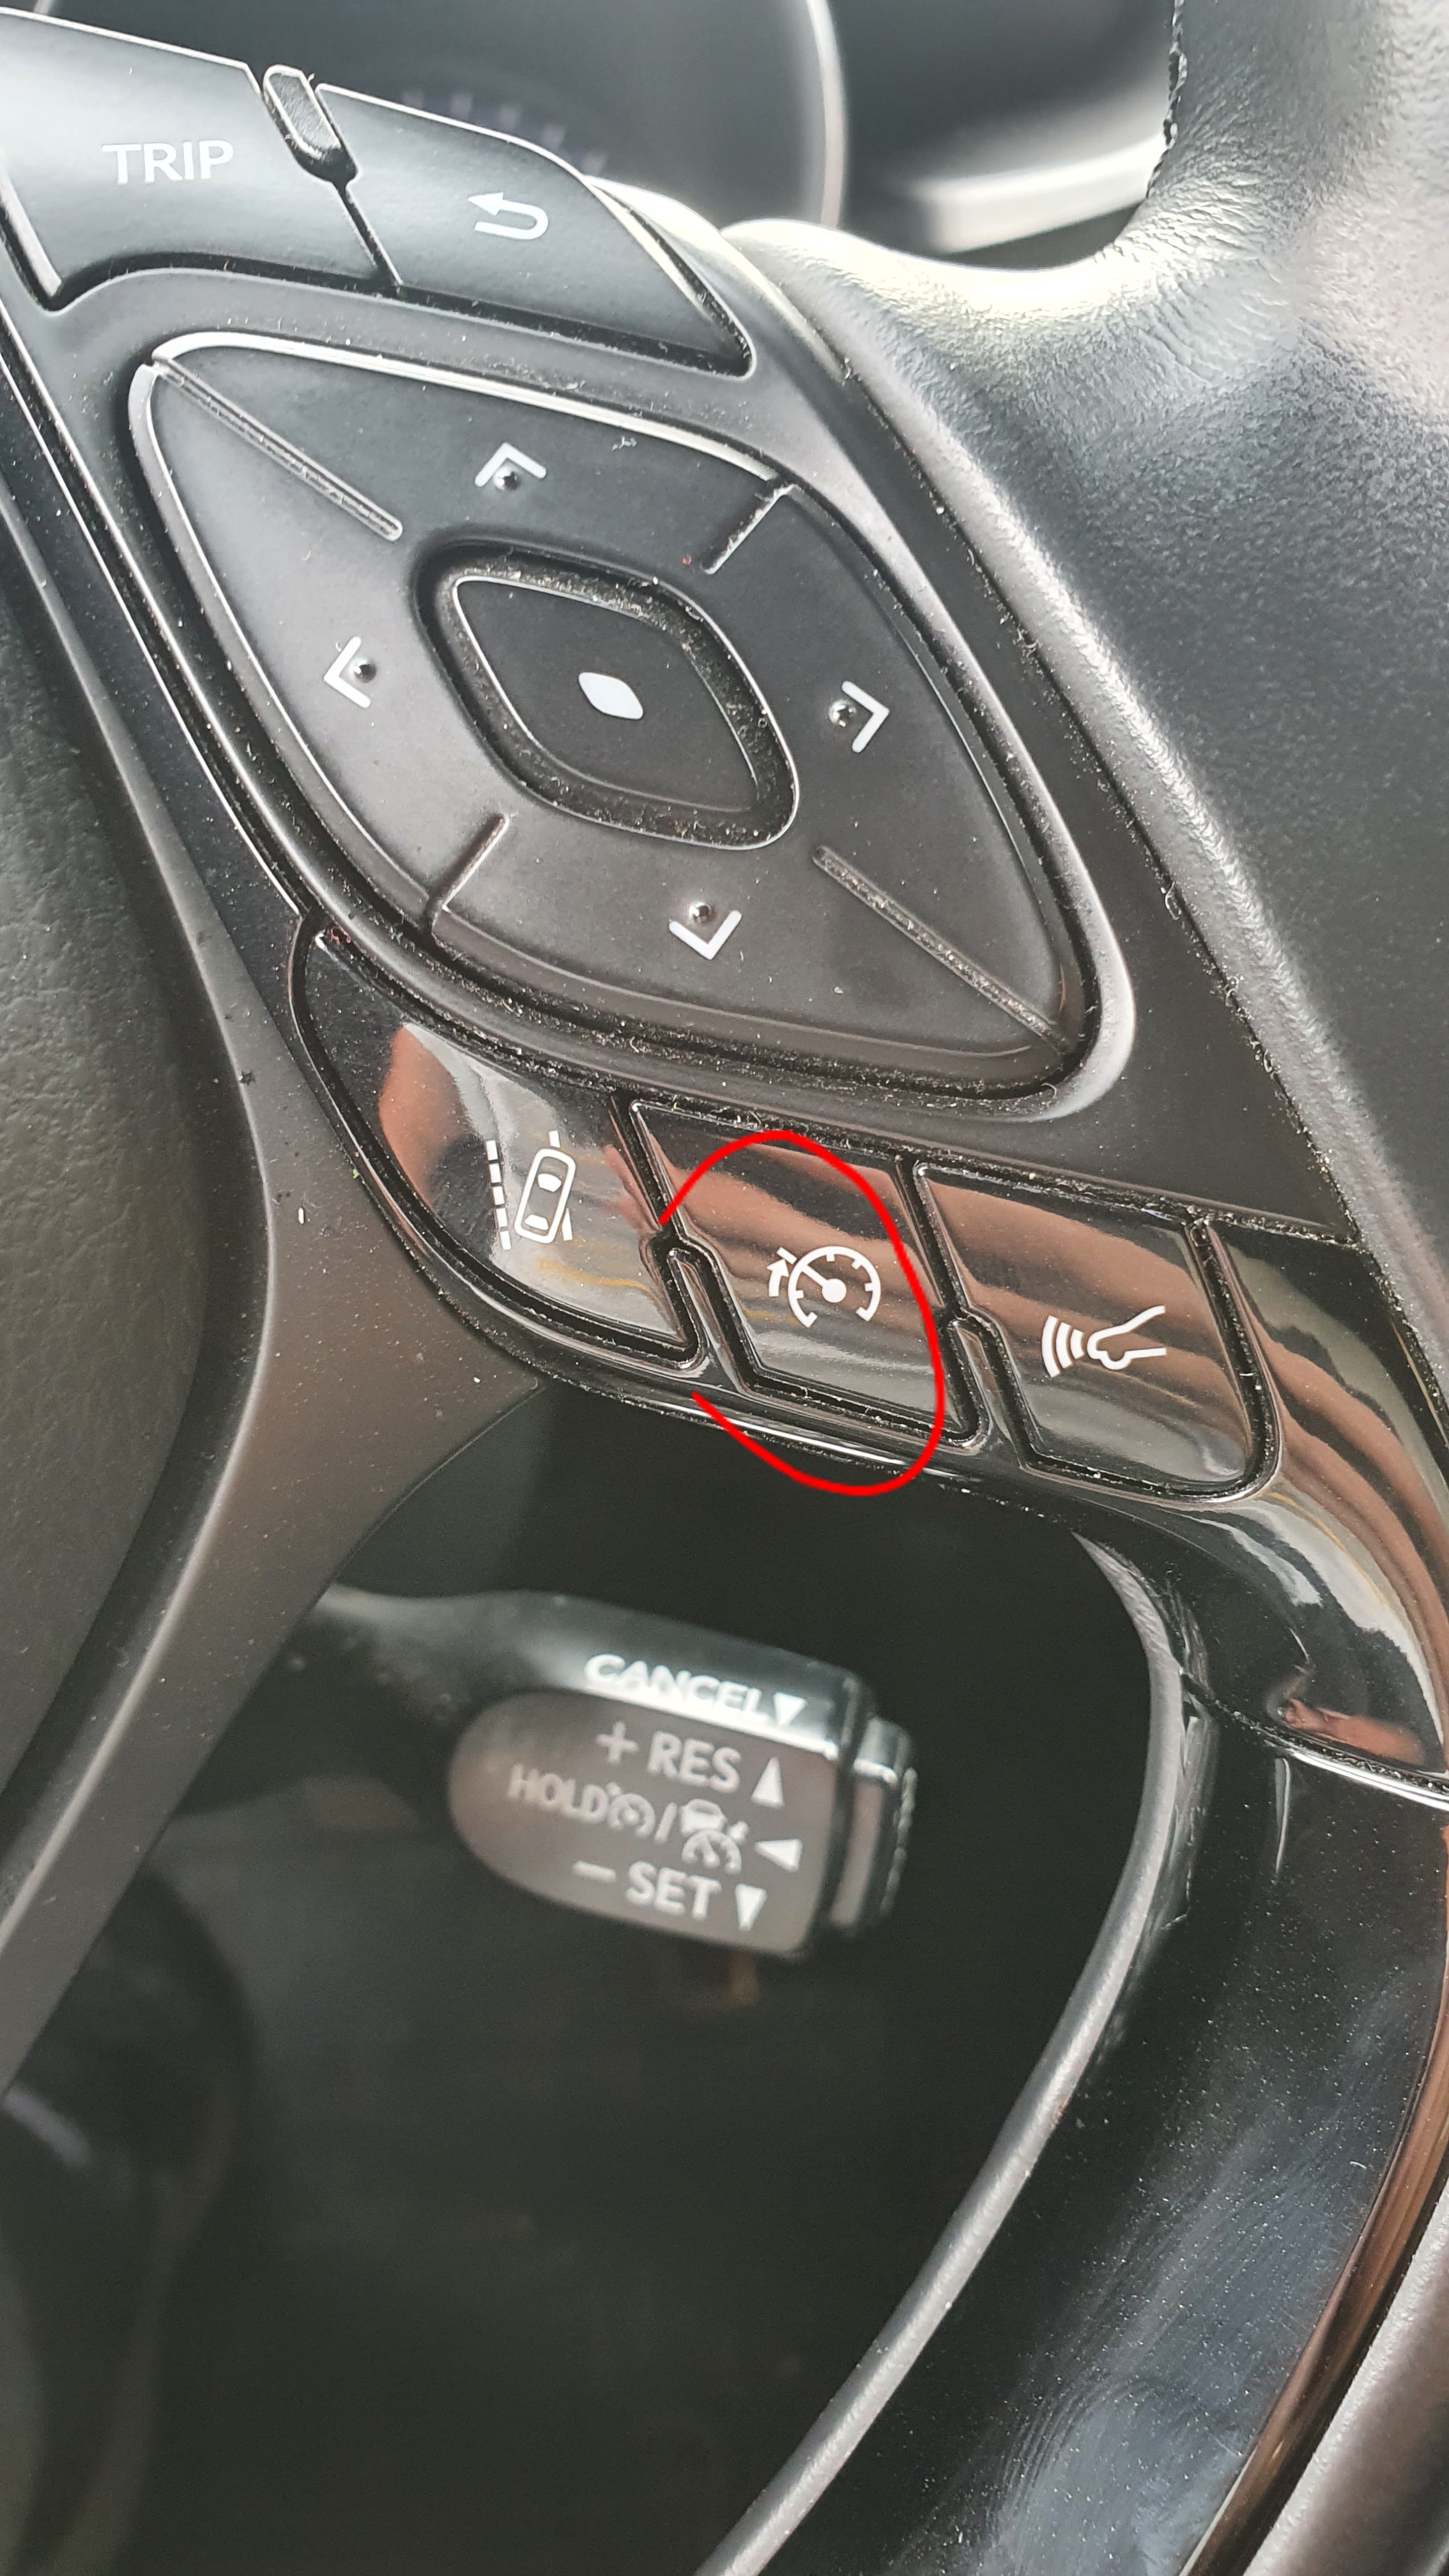 TRIP
CANCEL▼
+ RES ▲
HOLD / ◄
− SET ▼